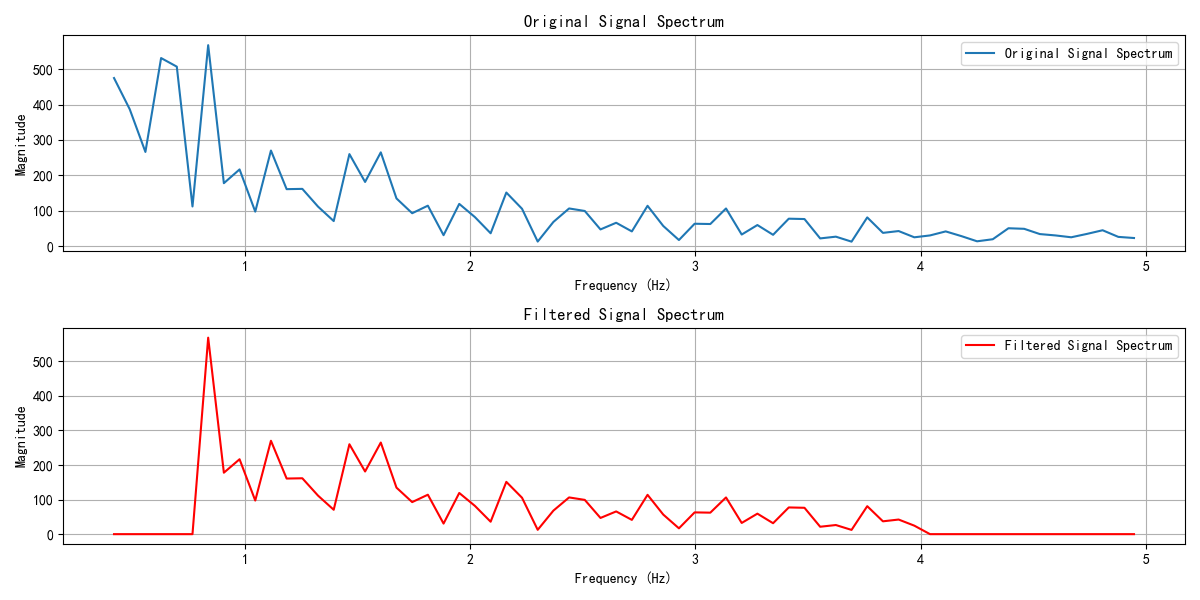 Original Signal Spectrum
Original Signal Spectrum
Magnitude
500
400
300
200
100
0
1
2
3
4
5
Frequency (Hz)
Filtered Signal Spectrum
Filtered Signal Spectrum
Magnitude
500
400
300
200
100
0
1
2
3
4
5
Frequency (Hz)